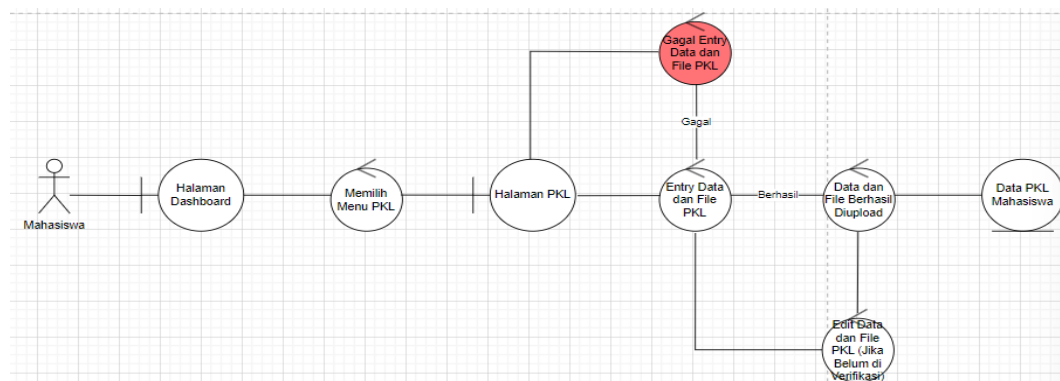 Gagal Entry
Data dan
File PKL
Gagal
Mahasiswa
Halaman
Dashboard
Memilih
Menu PKL
Halaman PKL
Entry Data
dan File
PKL
Berhasil
Data dan
File Berhasil
Diupload
Data PKL
Mahasiswa
Edit Data
dan File
PKL (Jika
Belum di
Verifikasi)